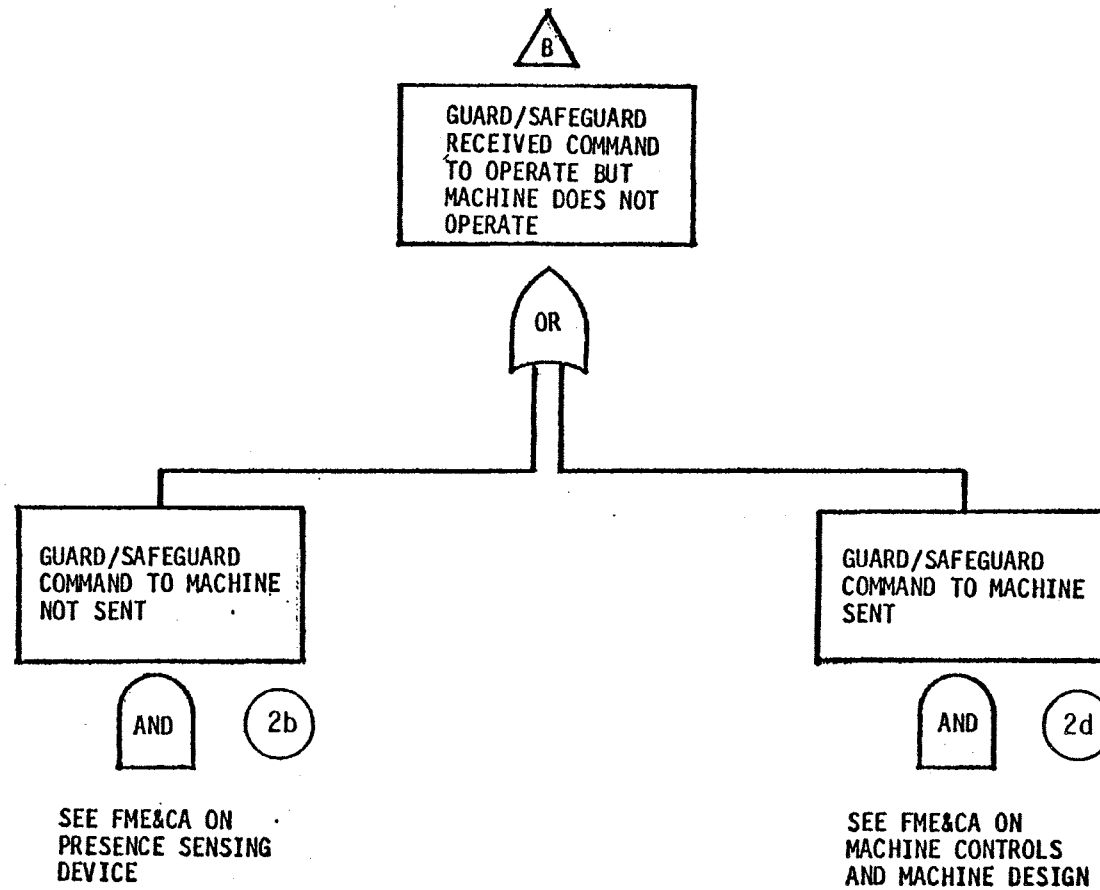 B
GUARD/SAFEGUARD
RECEIVED COMMAND
TO OPERATE BUT
MACHINE DOES NOT
OPERATE
OR
GUARD/SAFEGUARD
COMMAND TO MACHINE
NOT SENT
GUARD/SAFEGUARD
COMMAND TO MACHINE
SENT
AND
2b
AND
2d
SEE FME&CA ON
PRESENCE SENSING
DEVICE
SEE FME&CA ON
MACHINE CONTROLS
AND MACHINE DESIGN